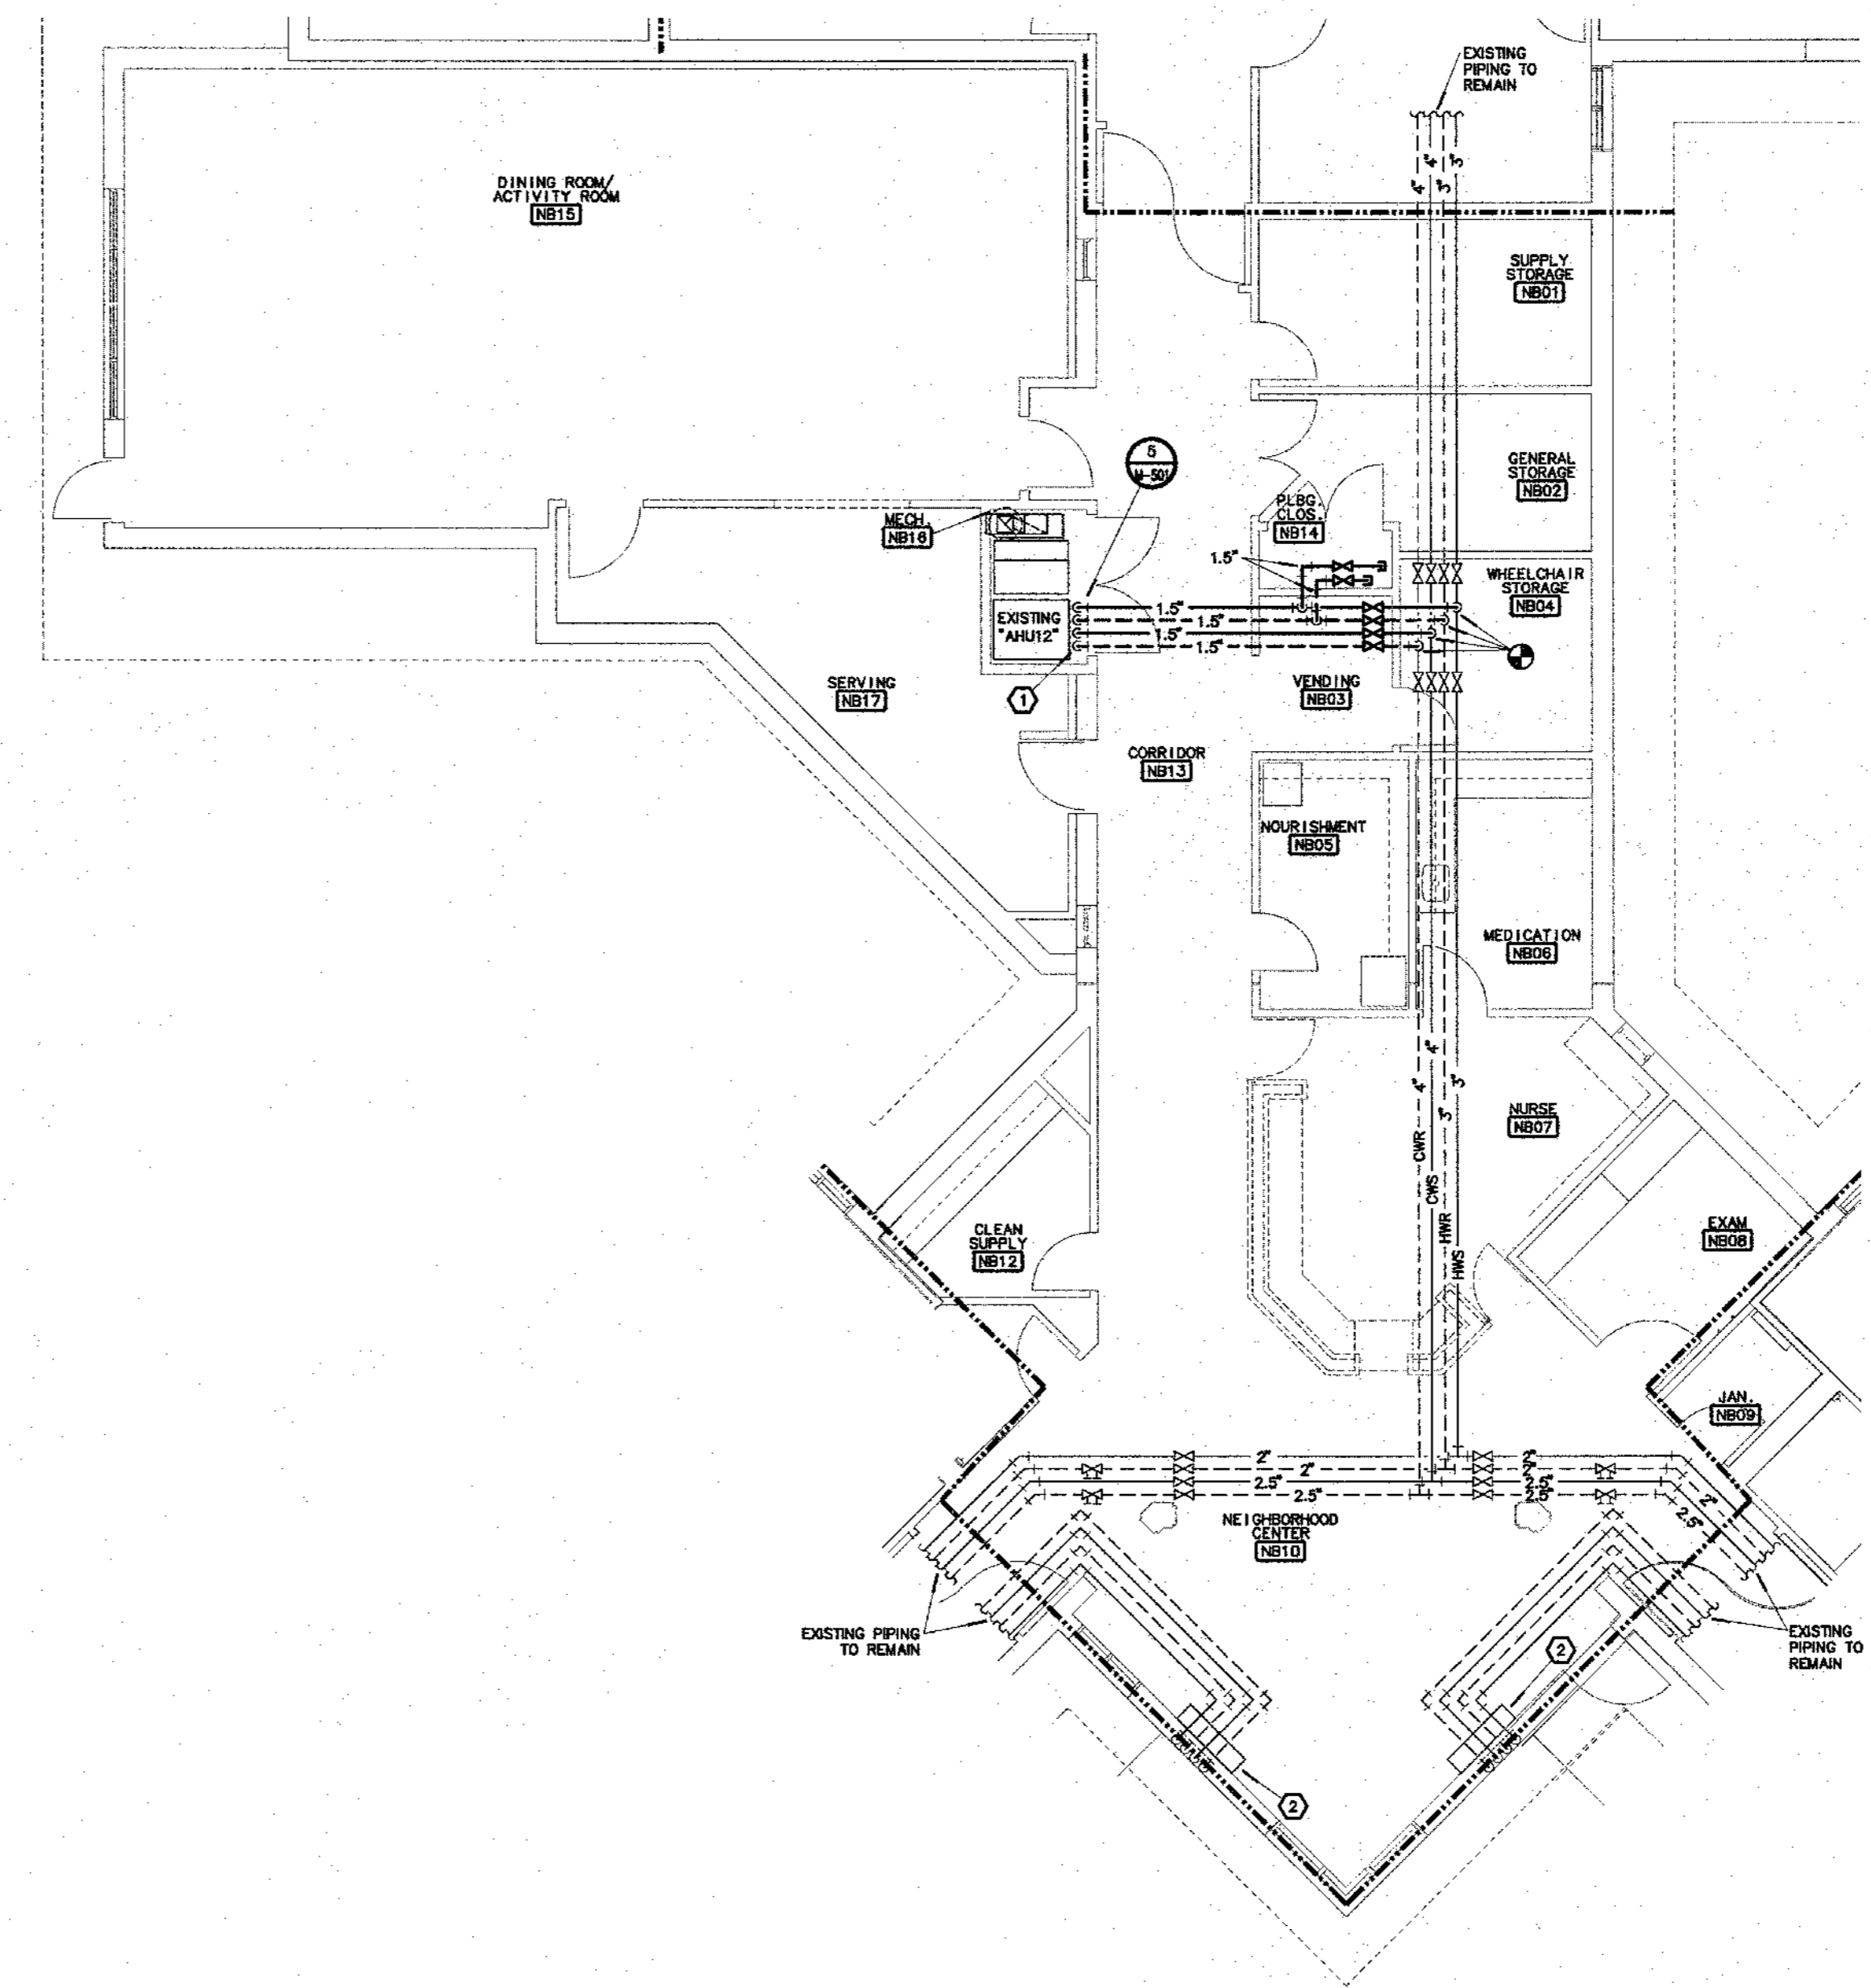 EXISTING
PIPING TO
REMAIN
4"
4"
3"
3"
DINING ROOM/
ACTIVITY ROOM
NB15
SUPPLY
STORAGE
NB01
GENERAL
STORAGE
NB02
5
M-501
PLBG.
CLOS.
NB14
MECH.
NB16
1.5"
WHEELCHAIR
STORAGE
NB04
EXISTING
"AHU12"
1.5"
1.5"
1.5"
1.5"
1
SERVING
NB17
VENDING
NB03
CORRIDOR
NB13
NOURISHMENT
NB05
MEDICATION
NB06
4"
4"
3"
3"
NURSE
NB07
CWR
CWS
HWR
HWS
CLEAN
SUPPLY
NB12
EXAM
NB08
JAN.
NB09
2"
2"
2.5"
2.5"
2"
2"
2.5"
2.5"
2"
2.5"
NEIGHBORHOOD
CENTER
NB10
EXISTING PIPING
TO REMAIN
EXISTING
PIPING TO
REMAIN
2
2